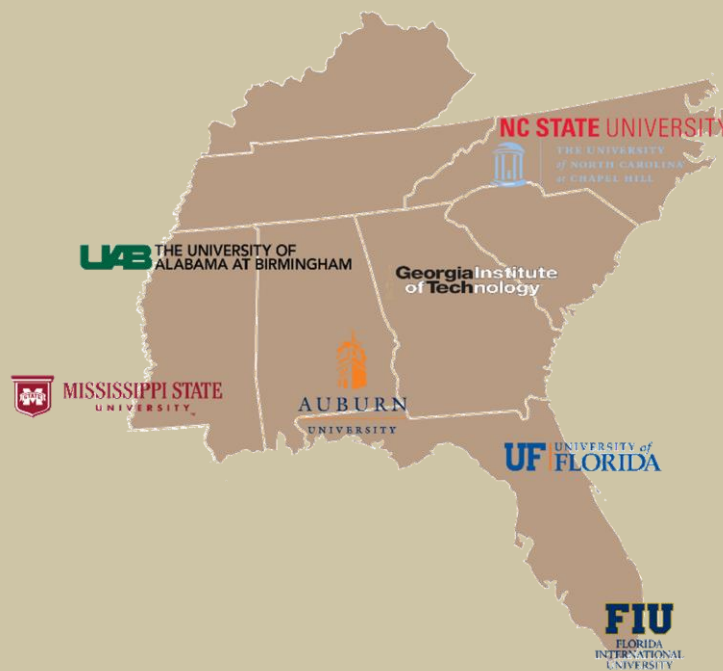 NC STATE UNIVERSITY
THE UNIVERSITY
of NORTH CAROLINA
at CHAPEL HILL
UAB THE UNIVERSITY OF
ALABAMA AT BIRMINGHAM
Georgia Institute
of Technology
MISSISSIPPI STATE
UNIVERSITY™
AUBURN
UNIVERSITY
UF UNIVERSITY of
FLORIDA
FIU
FLORIDA
INTERNATIONAL
UNIVERSITY